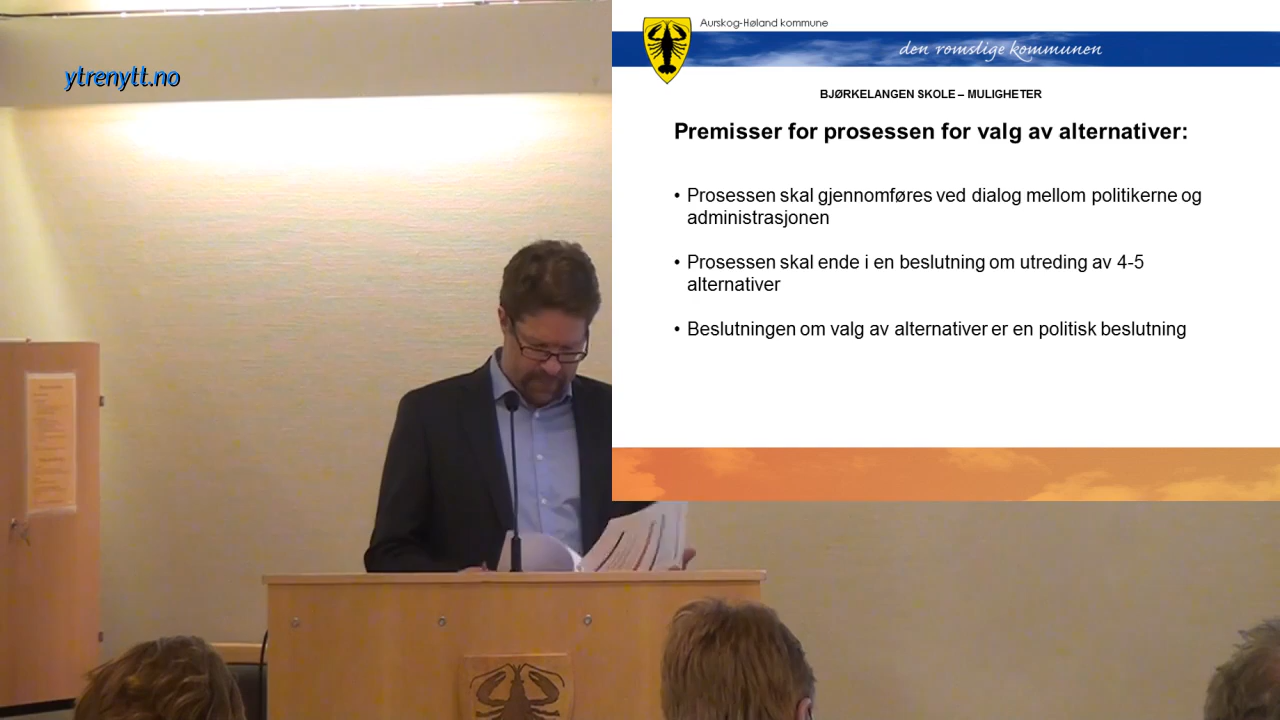 ytrenytt.no
Aurskog-Høland kommune
den romslige kommunen
BJØRKELANGEN SKOLE – MULIGHETER
Premisser for prosessen for valg av alternativer:
• Prosessen skal gjennomføres ved dialog mellom politikerne og
administrasjonen
• Prosessen skal ende i en beslutning om utreding av 4-5
alternativer
• Beslutningen om valg av alternativer er en politisk beslutning